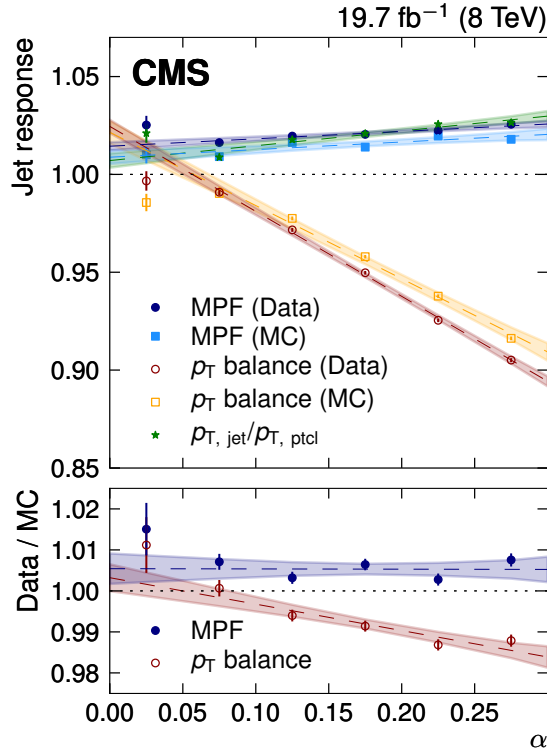 19.7 fb⁻¹ (8 TeV)
CMS
Jet response
1.05
1.00
0.95
0.90
0.85
MPF (Data)
MPF (MC)
pT balance (Data)
pT balance (MC)
pT, jet/pT, ptcl
Data / MC
1.02
1.01
1.00
0.99
0.98
MPF
pT balance
0.00 0.05 0.10 0.15 0.20 0.25
α